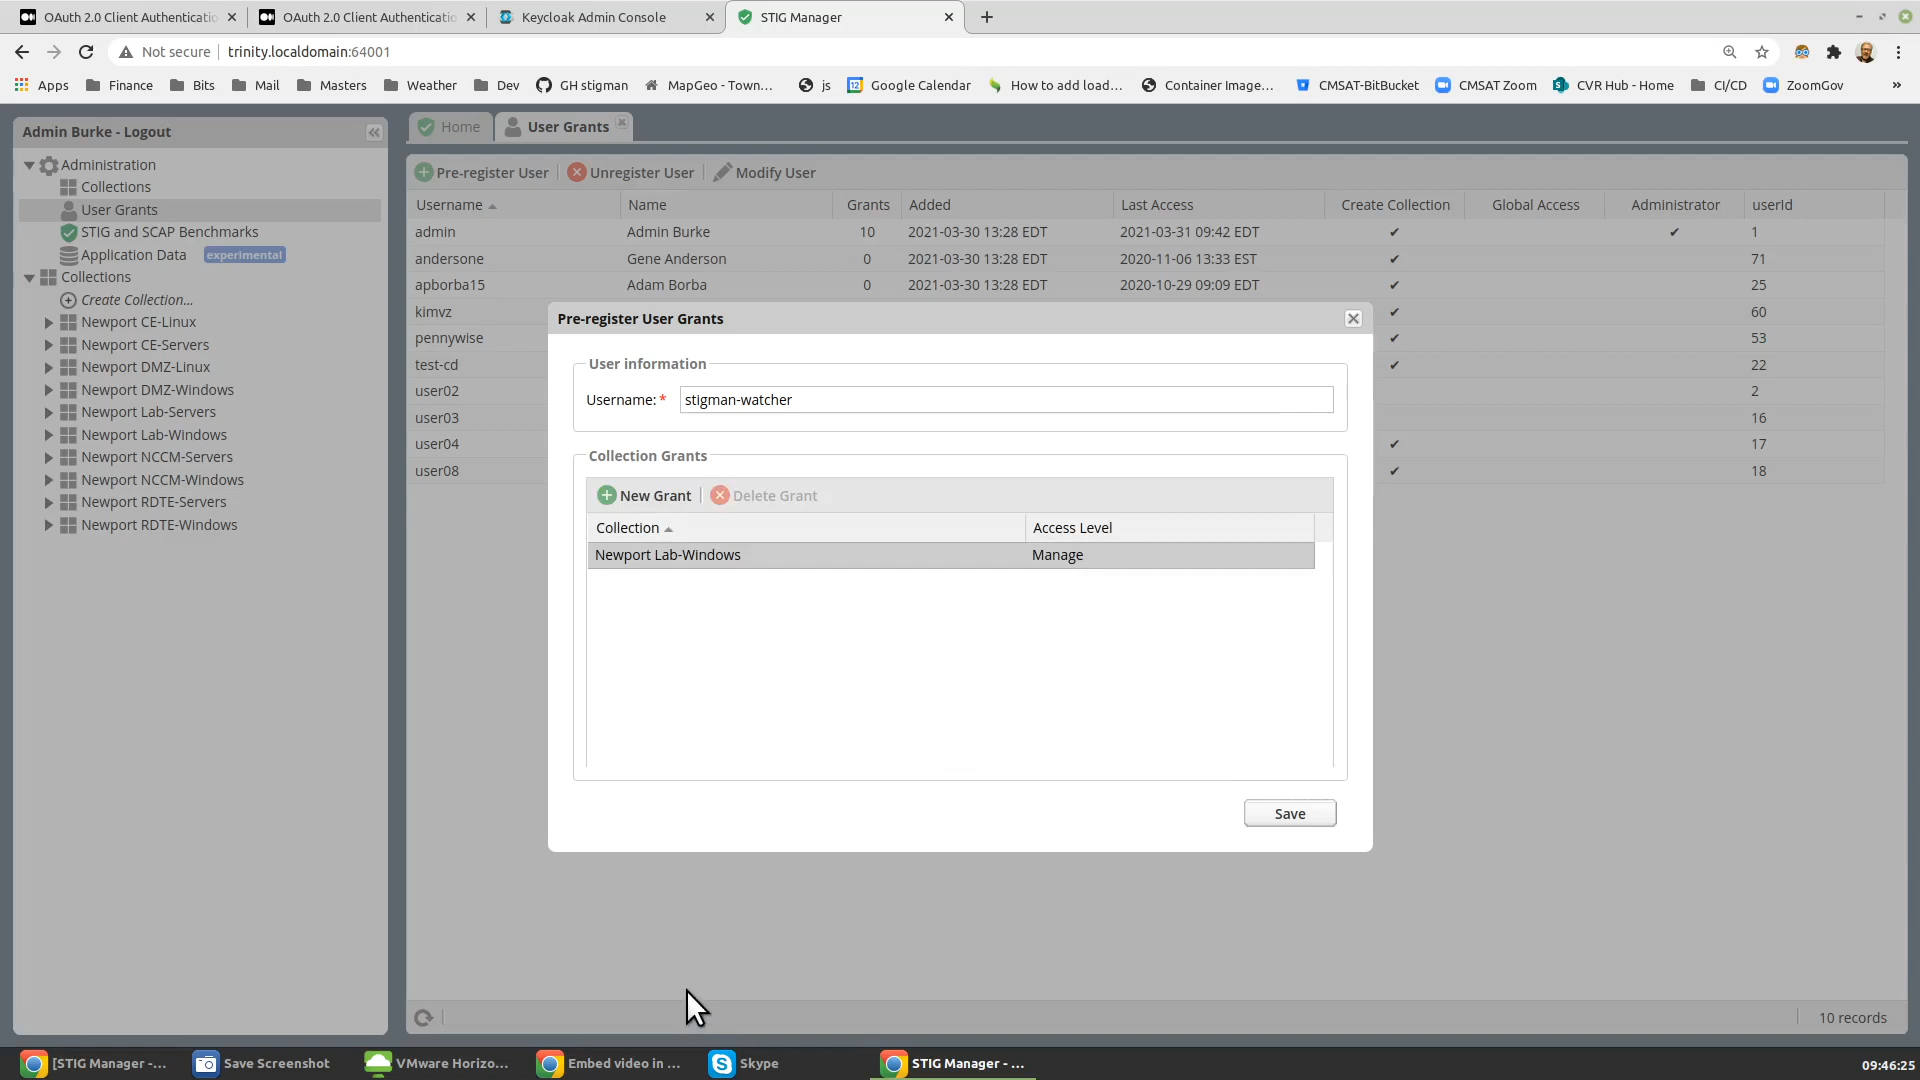 OAuth 2.0 Client Authenticatio
OAuth 2.0 Client Authenticatio
Keycloak Admin Console
STIG Manager
Not secure trinity.localdomain:64001
Apps Finance Bits Mail Masters Weather Dev GH stigman MapGeo - Town... js 12 Google Calendar How to add load... Container Image... CMSAT-BitBucket CMSAT Zoom CVR Hub - Home CI/CD ZoomGov »
Admin Burke - Logout
Administration
Collections
User Grants
STIG and SCAP Benchmarks
Application Data experimental
Collections
Create Collection...
Newport CE-Linux
Newport CE-Servers
Newport DMZ-Linux
Newport DMZ-Windows
Newport Lab-Servers
Newport Lab-Windows
Newport NCCM-Servers
Newport NCCM-Windows
Newport RDTE-Servers
Newport RDTE-Windows
Home User Grants
Pre-register User Unregister User Modify User
Username Name Grants Added Last Access Create Collection Global Access Administrator userId
admin Admin Burke 10 2021-03-30 13:28 EDT 2021-03-31 09:42 EDT ✔ ✔ 1
andersone Gene Anderson 0 2021-03-30 13:28 EDT 2020-11-06 13:33 EST ✔ 71
apborba15 Adam Borba 0 2021-03-30 13:28 EDT 2020-10-29 09:09 EDT ✔ 25
kimvz ✔ 60
pennywise ✔ 53
test-cd ✔ 22
user02 2
user03 16
user04 ✔ 17
user08 ✔ 18
Pre-register User Grants
User information
Username:* stigman-watcher
Collection Grants
New Grant Delete Grant
Collection Access Level
Newport Lab-Windows Manage
Save
10 records
[STIG Manager -... Save Screenshot VMware Horizo... Embed video in ... Skype STIG Manager - ... 09:46:25